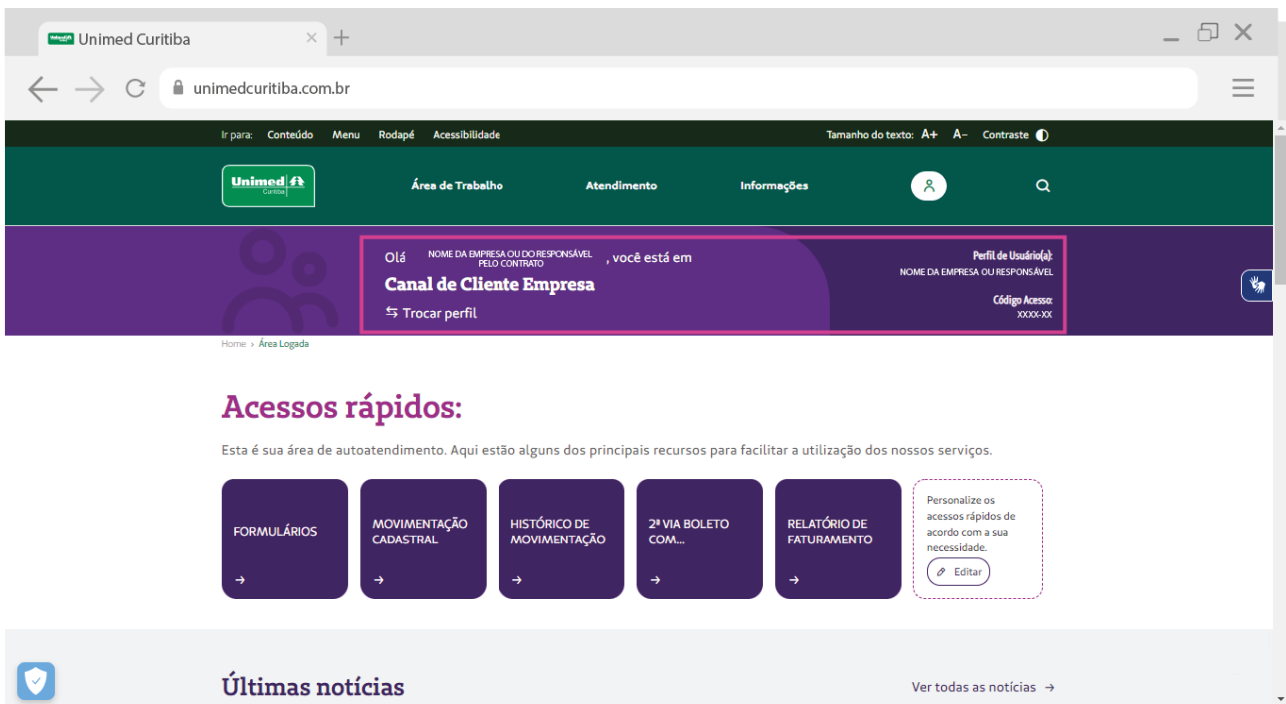 Unimed Curitiba
unimedcuritiba.com.br
Ir para: Conteúdo Menu Rodapé Acessibilidade Tamanho do texto: A+ A- Contraste
Unimed
Curitiba
Área de Trabalho Atendimento Informações
Olá NOME DA EMPRESA OU DO RESPONSÁVEL PELO CONTRATO , você está em
Canal de Cliente Empresa
Trocar perfil
Perfil de Usuário(a):
NOME DA EMPRESA OU RESPONSÁVEL
Código Acesso:
XXXX-XX
Home › Área Logada
Acessos rápidos:
Esta é sua área de autoatendimento. Aqui estão alguns dos principais recursos para facilitar a utilização dos nossos serviços.
FORMULÁRIOS
MOVIMENTAÇÃO
CADASTRAL
HISTÓRICO DE
MOVIMENTAÇÃO
2ª VIA BOLETO
COM...
RELATÓRIO DE
FATURAMENTO
Personalize os
acessos rápidos de
acordo com a sua
necessidade.
Editar
Últimas notícias
Ver todas as notícias →